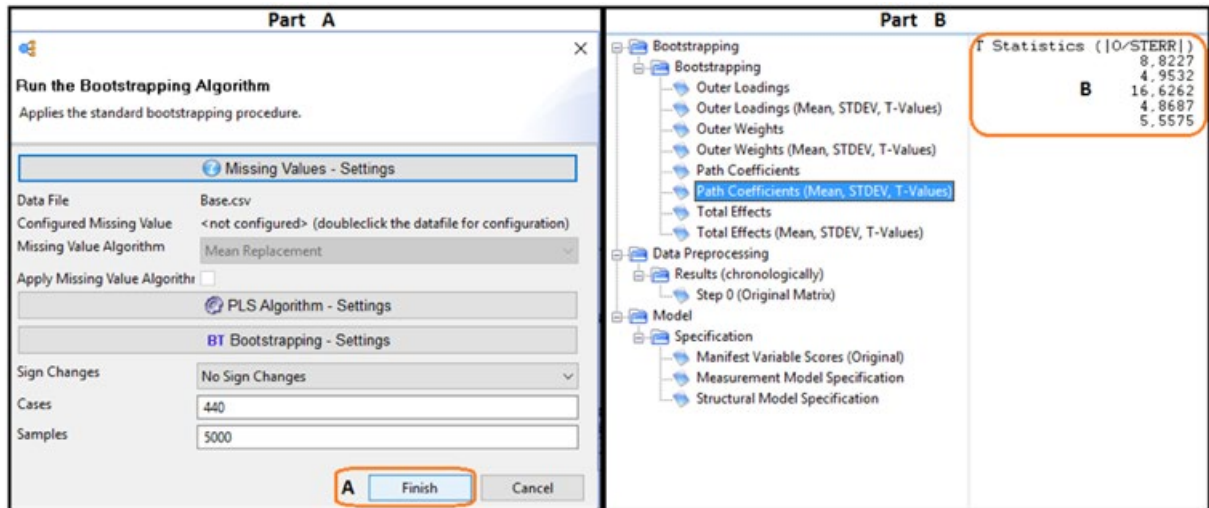 Part A
Run the Bootstrapping Algorithm
Applies the standard bootstrapping procedure.
Missing Values - Settings
Data File Base.csv
Configured Missing Value <not configured> (doubleclick the datafile for configuration)
Missing Value Algorithm Mean Replacement
Apply Missing Value Algorithr
PLS Algorithm - Settings
BT Bootstrapping - Settings
Sign Changes No Sign Changes
Cases 440
Samples 5000
A Finish Cancel
Part B
Bootstrapping
Bootstrapping
Outer Loadings
Outer Loadings (Mean, STDEV, T-Values)
Outer Weights
Outer Weights (Mean, STDEV, T-Values)
Path Coefficients
Path Coefficients (Mean, STDEV, T-Values)
Total Effects
Total Effects (Mean, STDEV, T-Values)
Data Preprocessing
Results (chronologically)
Step 0 (Original Matrix)
Model
Specification
Manifest Variable Scores (Original)
Measurement Model Specification
Structural Model Specification
T Statistics (|O/STERR|)
8,8227
4,9532
B 16,6262
4,8687
5,5575